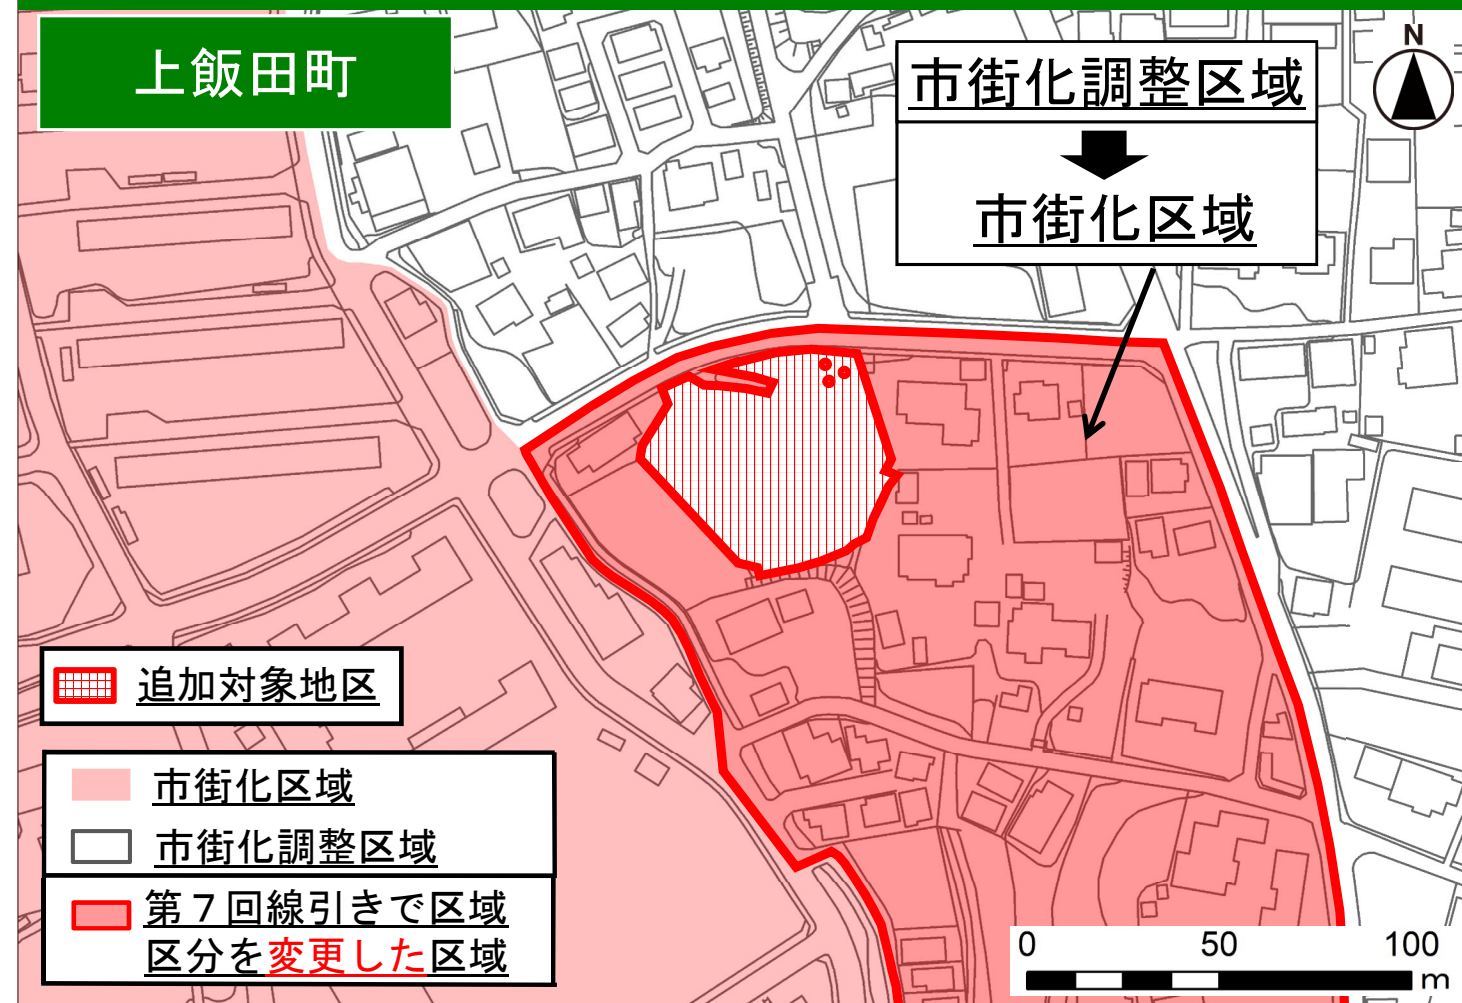 上飯田町
市街化調整区域
市街化区域
N
追加対象地区
市街化区域
市街化調整区域
第７回線引きで区域
区分を変更した区域
0 50 100
m